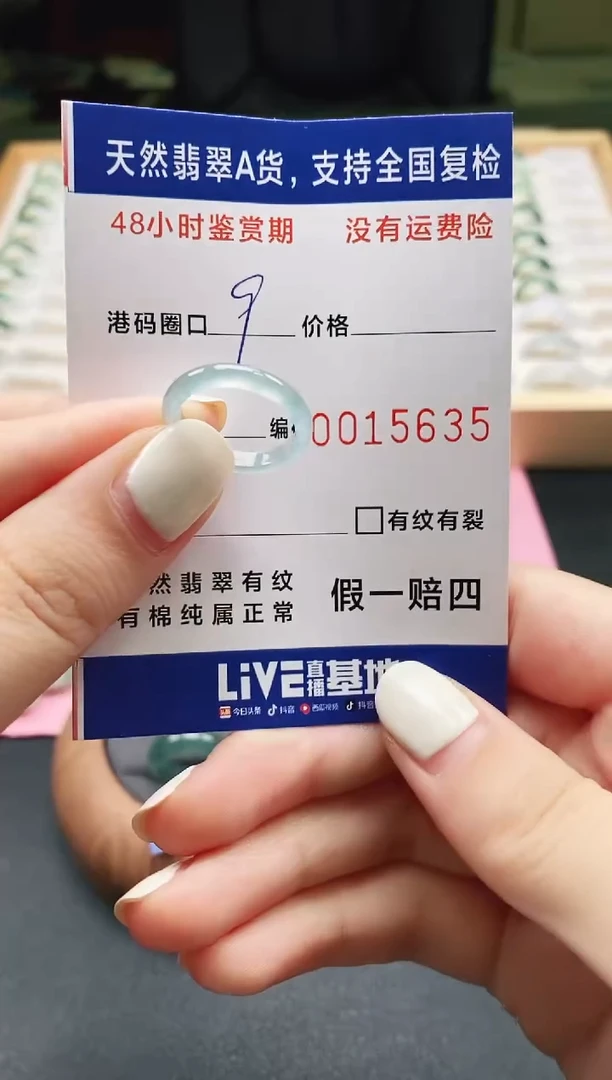 天然翡翠A货，支持全国复检
48小时鉴赏期 没有运费险
港码圈口 9 价格
编 0015635
有纹有裂
然翡翠有纹
有棉纯属正常
假一赔四
LiVE直播基地
今日头条 抖音 西瓜视频